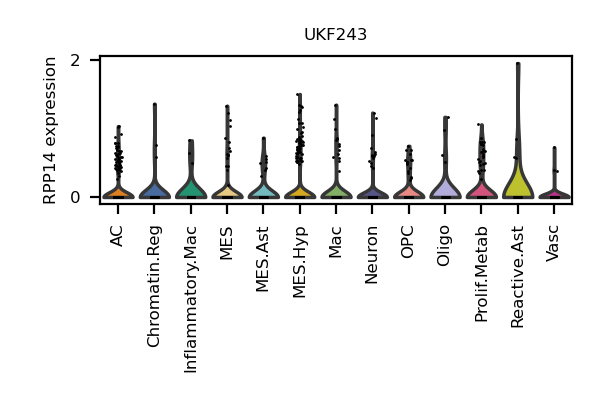 UKF243
RPP14 expression
2
0
AC
Chromatin.Reg
Inflammatory.Mac
MES
MES.Ast
MES.Hyp
Mac
Neuron
OPC
Oligo
Prolif.Metab
Reactive.Ast
Vasc